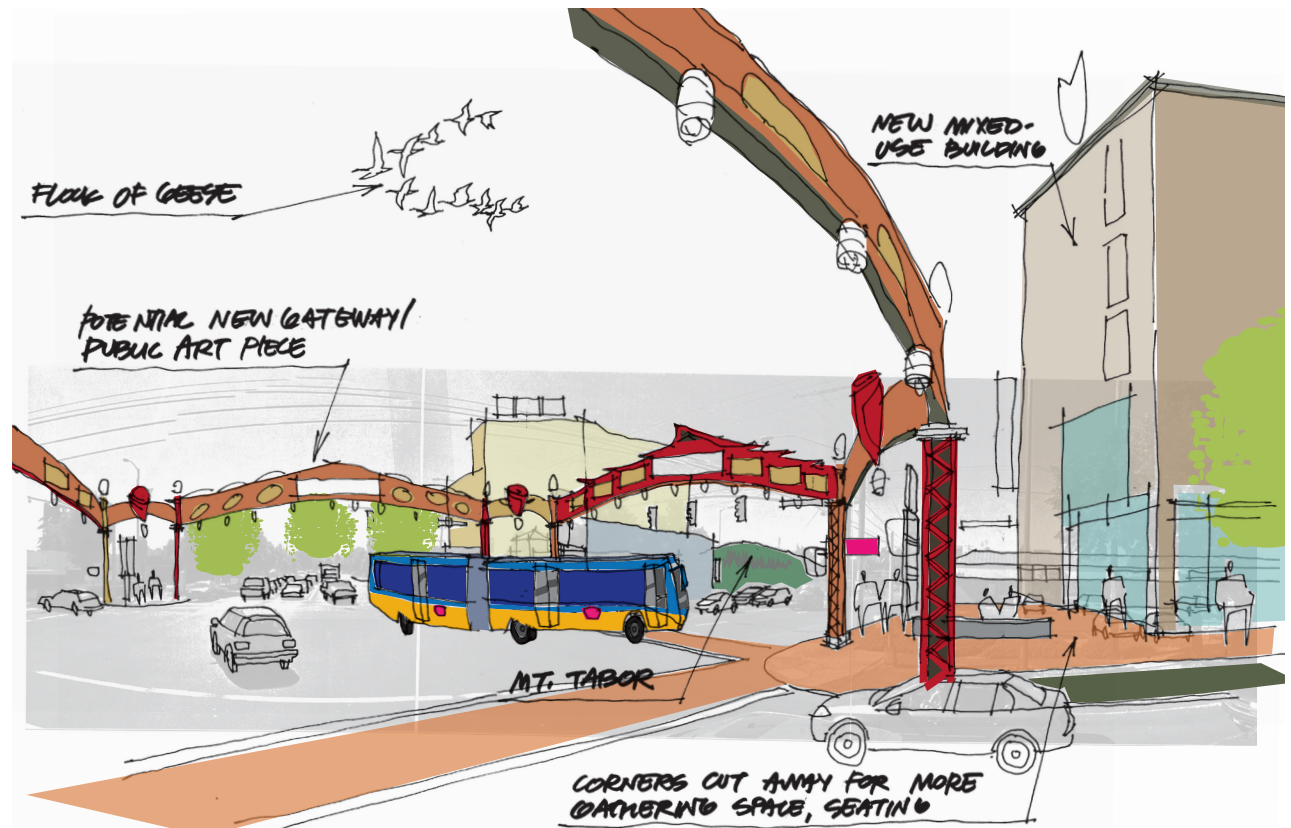 NEW MIXED-
USE BUILDING
FLOCK OF GEESE
POTENTIAL NEW GATEWAY/
PUBLIC ART PIECE
MT. TABOR
CORNERS CUT AWAY FOR MORE
GATHERING SPACE, SEATING